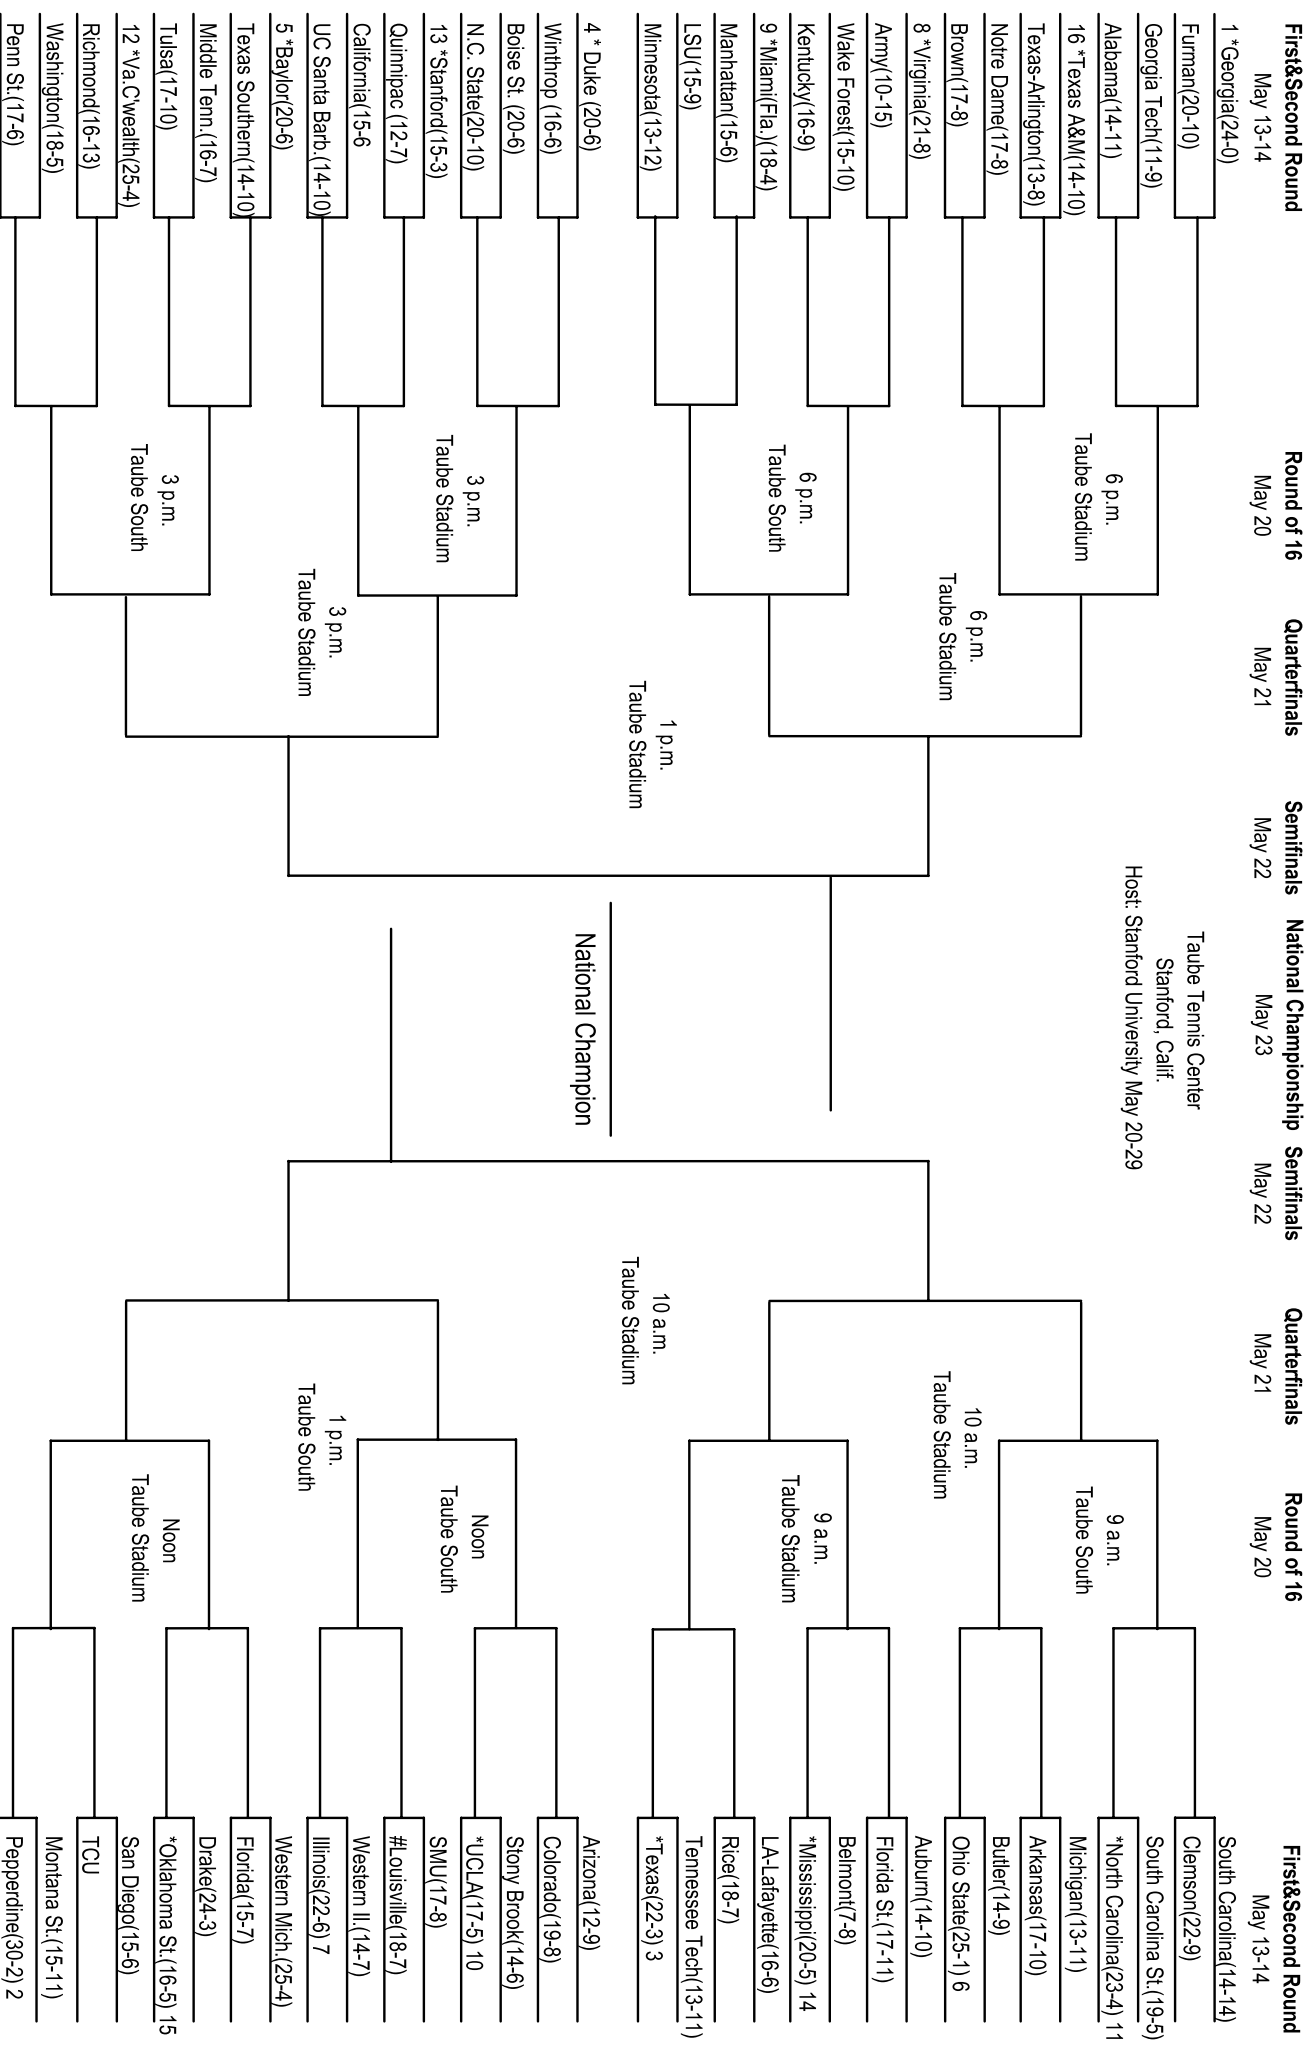 First&Second Round
May 13-14
Round of 16
May 20
Quarterfinals
May 21
Semifinals
May 22
National Championship
May 23
Semifinals
May 22
Quarterfinals
May 21
Round of 16
May 20
First&Second Round
May 13-14
Taube Tennis Center
Stanford, Calif.
Host: Stanford University May 20-29
1 *Georgia(24-0)
Furman(20-10)
Georgia Tech(11-9)
Alabama(14-11)
16 *Texas A&M(14-10)
Texas-Arlington(13-8)
Notre Dame(17-8)
Brown(17-8)
8 *Virginia(21-8)
Army(10-15)
Wake Forest(15-10)
Kentucky(16-9)
9 *Miami(Fla.)(18-4)
Manhattan(15-6)
LSU(15-9)
Minnesota(13-12)
4 * Duke (20-6)
Winthrop (16-6)
Boise St. (20-6)
N.C. State(20-10)
13 *Stanford(15-3)
Quinnipac (12-7)
California(15-6
UC Santa Barb.(14-10)
5 *Baylor(20-6)
Texas Southern(14-10)
Middle Tenn.(16-7)
Tulsa(17-10)
12 *Va.C'wealth(25-4)
Richmond(16-13)
Washington(18-5)
Penn St.(17-6)
6 p.m.
Taube Stadium
6 p.m.
Taube South
3 p.m.
Taube Stadium
3 p.m.
Taube South
6 p.m.
Taube Stadium
3 p.m.
Taube Stadium
1 p.m.
Taube Stadium
National Champion
10 a.m.
Taube Stadium
10 a.m.
Taube Stadium
1 p.m.
Taube South
9 a.m.
Taube South
9 a.m.
Taube Stadium
Noon
Taube South
Noon
Taube Stadium
South Carolina(14-14)
Clemson(22-9)
South Carolina St.(19-5)
*North Carolina(23-4) 11
Michigan(13-11)
Arkansas(17-10)
Butler(14-9)
Ohio State(25-1) 6
Auburn(14-10)
Florida St.(17-11)
Belmont(7-8)
*Mississippi(20-5) 14
LA-Lafayette(16-6)
Rice(18-7)
Tennessee Tech(13-11)
*Texas(22-3) 3
Arizona(12-9)
Colorado(19-8)
Stony Brook(14-6)
*UCLA(17-5) 10
SMU(17-8)
#Louisville(18-7)
Western Il.(14-7)
Illinois(22-6) 7
Western Mich.(25-4)
Florida(15-7)
Drake(24-3)
*Oklahoma St.(16-5) 15
San Diego(15-6)
TCU
Montana St.(15-11)
Pepperdine(30-2) 2